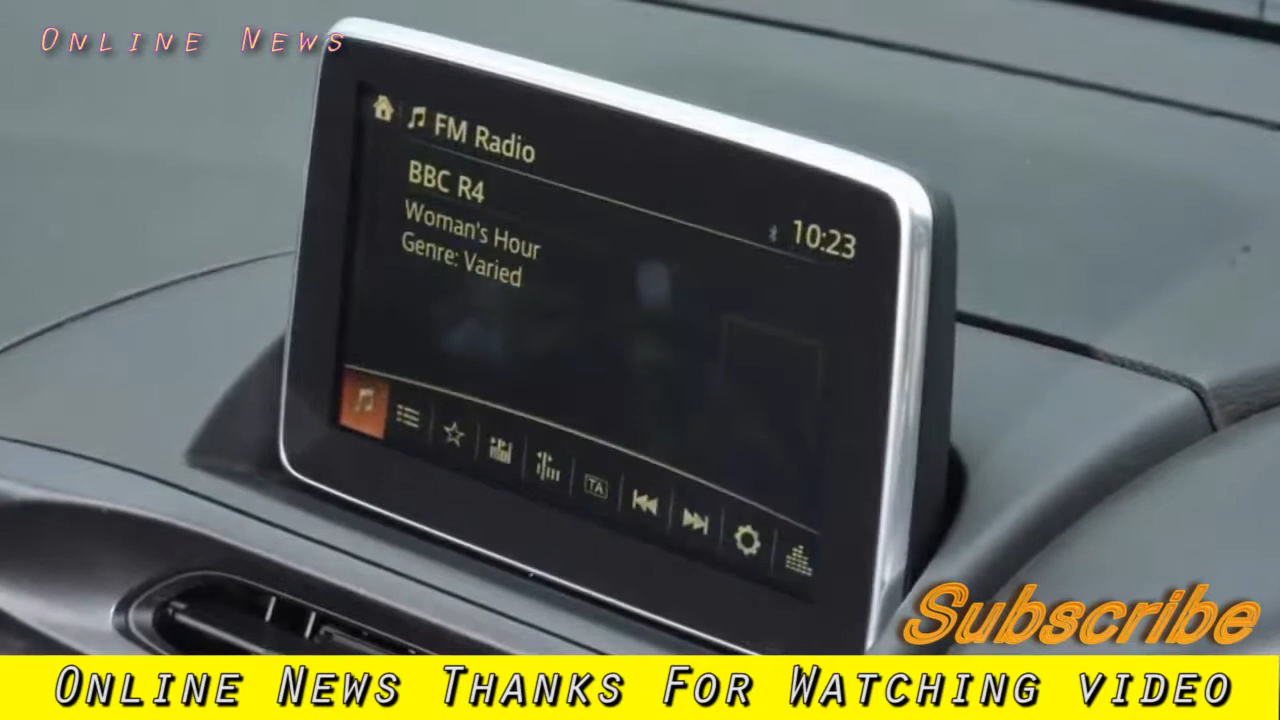 Online News
FM Radio
BBC R4
10:23
Woman's Hour
Genre: Varied
TA
Subscribe
Online News Thanks For Watching video